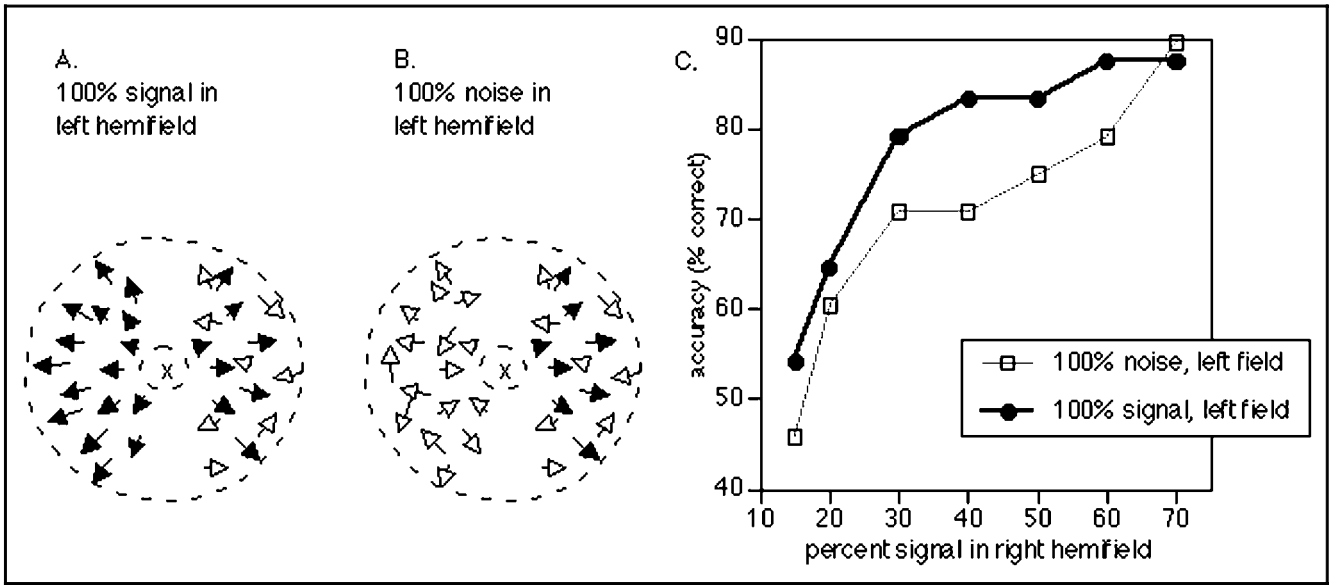 A.
100% signal in
left hemifield
B.
100% noise in
left hemifield
C.
accuracy (% correct)
90
80
70
60
50
40
10 20 30 40 50 60 70
percent signal in right hemifield
100% noise, left field
100% signal, left field
X
X